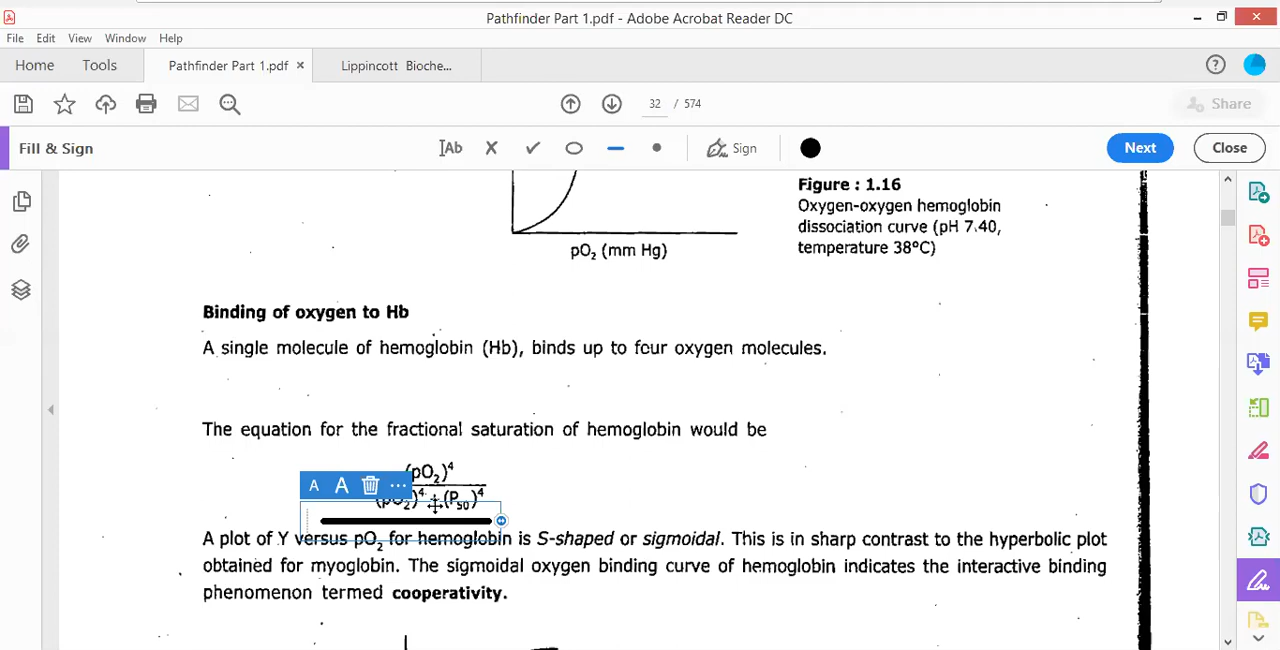 Pathfinder Part 1.pdf - Adobe Acrobat Reader DC
File Edit View Window Help
Home Tools Pathfinder Part 1.pdf × Lippincott Bioche...
32 / 574
Share
Fill & Sign
Ab
Sign
Next
Close
Figure : 1.16
Oxygen-oxygen hemoglobin
dissociation curve (pH 7.40,
temperature 38°C)
pO₂ (mm Hg)
Binding of oxygen to Hb
A single molecule of hemoglobin (Hb), binds up to four oxygen molecules.
The equation for the fractional saturation of hemoglobin would be
(pO₂)⁴
A A ...
(pO₂)⁴ + (P₅₀)⁴
A plot of Y versus pO₂ for hemoglobin is S-shaped or sigmoidal. This is in sharp contrast to the hyperbolic plot
obtained for myoglobin. The sigmoidal oxygen binding curve of hemoglobin indicates the interactive binding
phenomenon termed cooperativity.